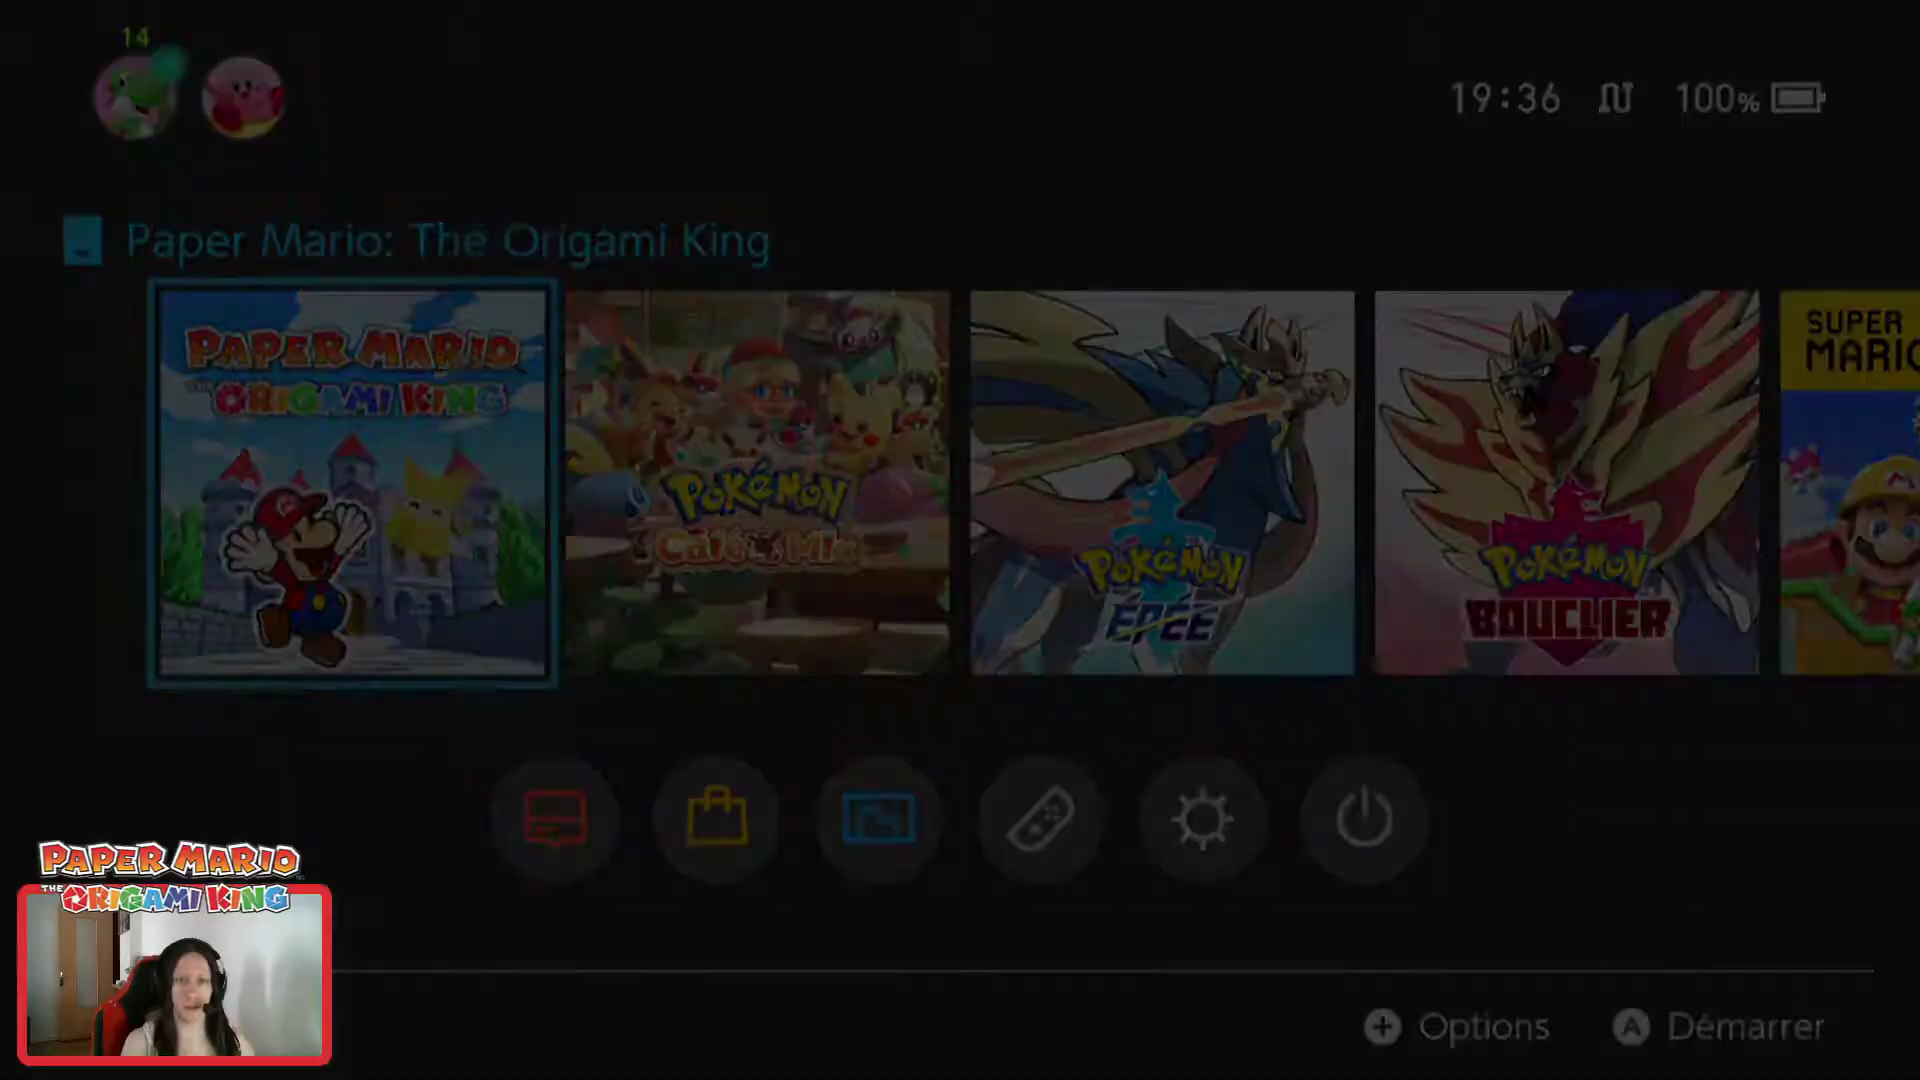 14
19:36 100%
Paper Mario: The Origami King
PAPER MARIO
THE ORIGAMI KING
POKÉMON
Café Mix
POKÉMON
ÉPÉE
POKÉMON
BOUCLIER
SUPER
MARIO
PAPER MARIO
THE ORIGAMI KING
+ Options
A Démarrer